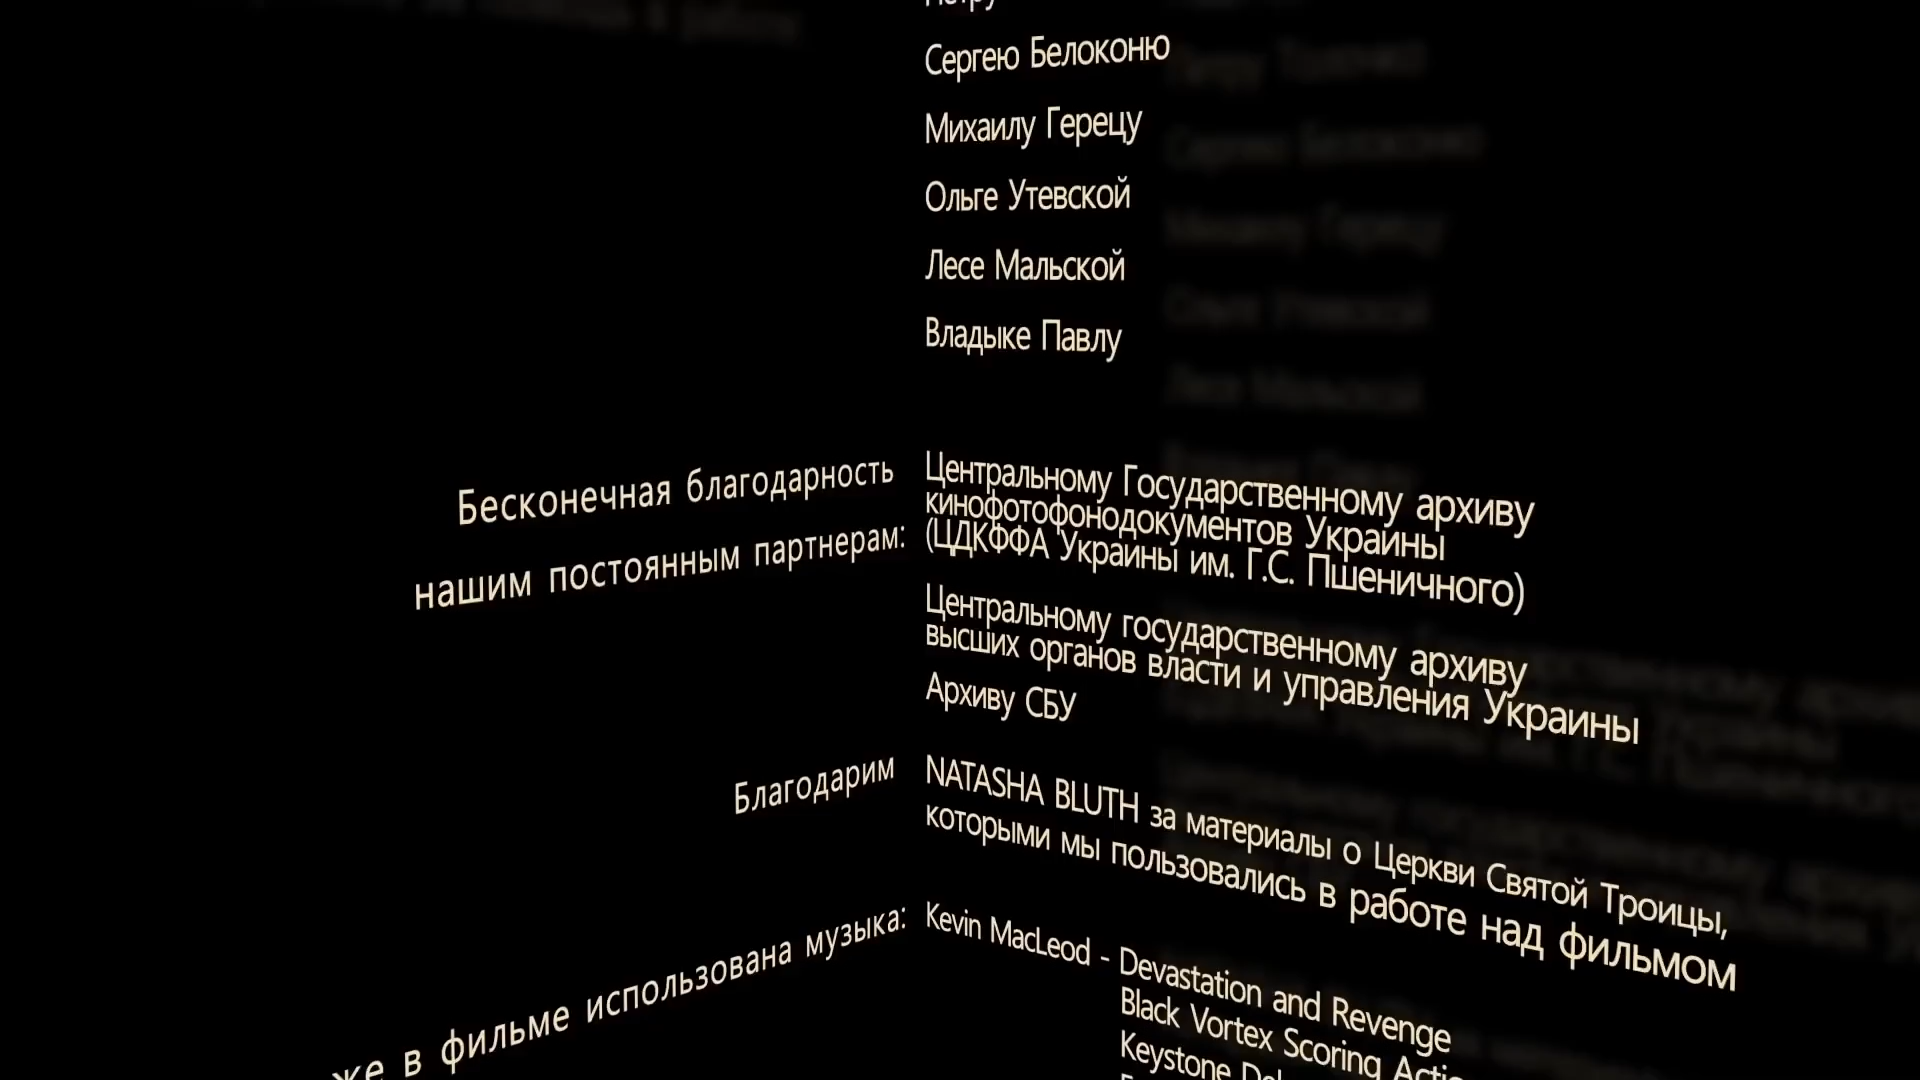 Сергею Белоконю
Михаилу Герецу
Ольге Утевской
Лесе Мальской
Владыке Павлу
Бесконечная благодарность
нашим постоянным партнерам:
Центральному Государственному архиву
кинофотофонодокументов Украины
(ЦДКФФА Украины им. Г.С. Пшеничного)
Центральному государственному архиву
высших органов власти и управления Украины
Архиву СБУ
Благодарим
NATASHA BLUTH за материалы о Церкви Святой Троицы,
которыми мы пользовались в работе над фильмом
же в фильме использована музыка:
Kevin MacLeod - Devastation and Revenge
Black Vortex Scoring
Keystone